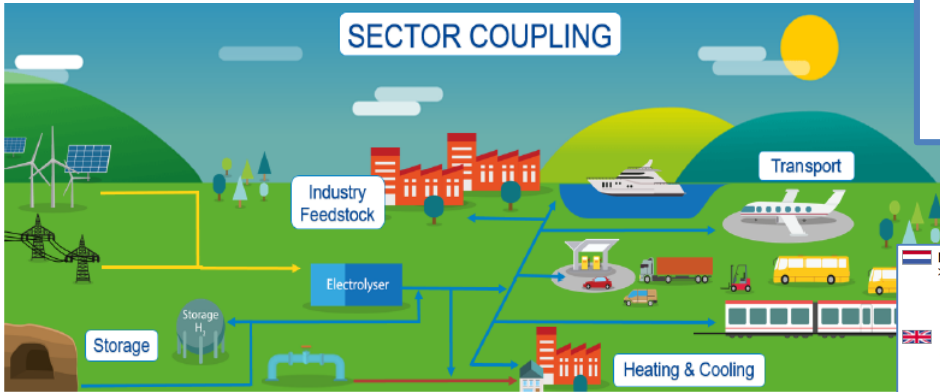 SECTOR COUPLING
Transport
Industry
Feedstock
Electrolyser
Storage
H₂
Storage
Heating & Cooling